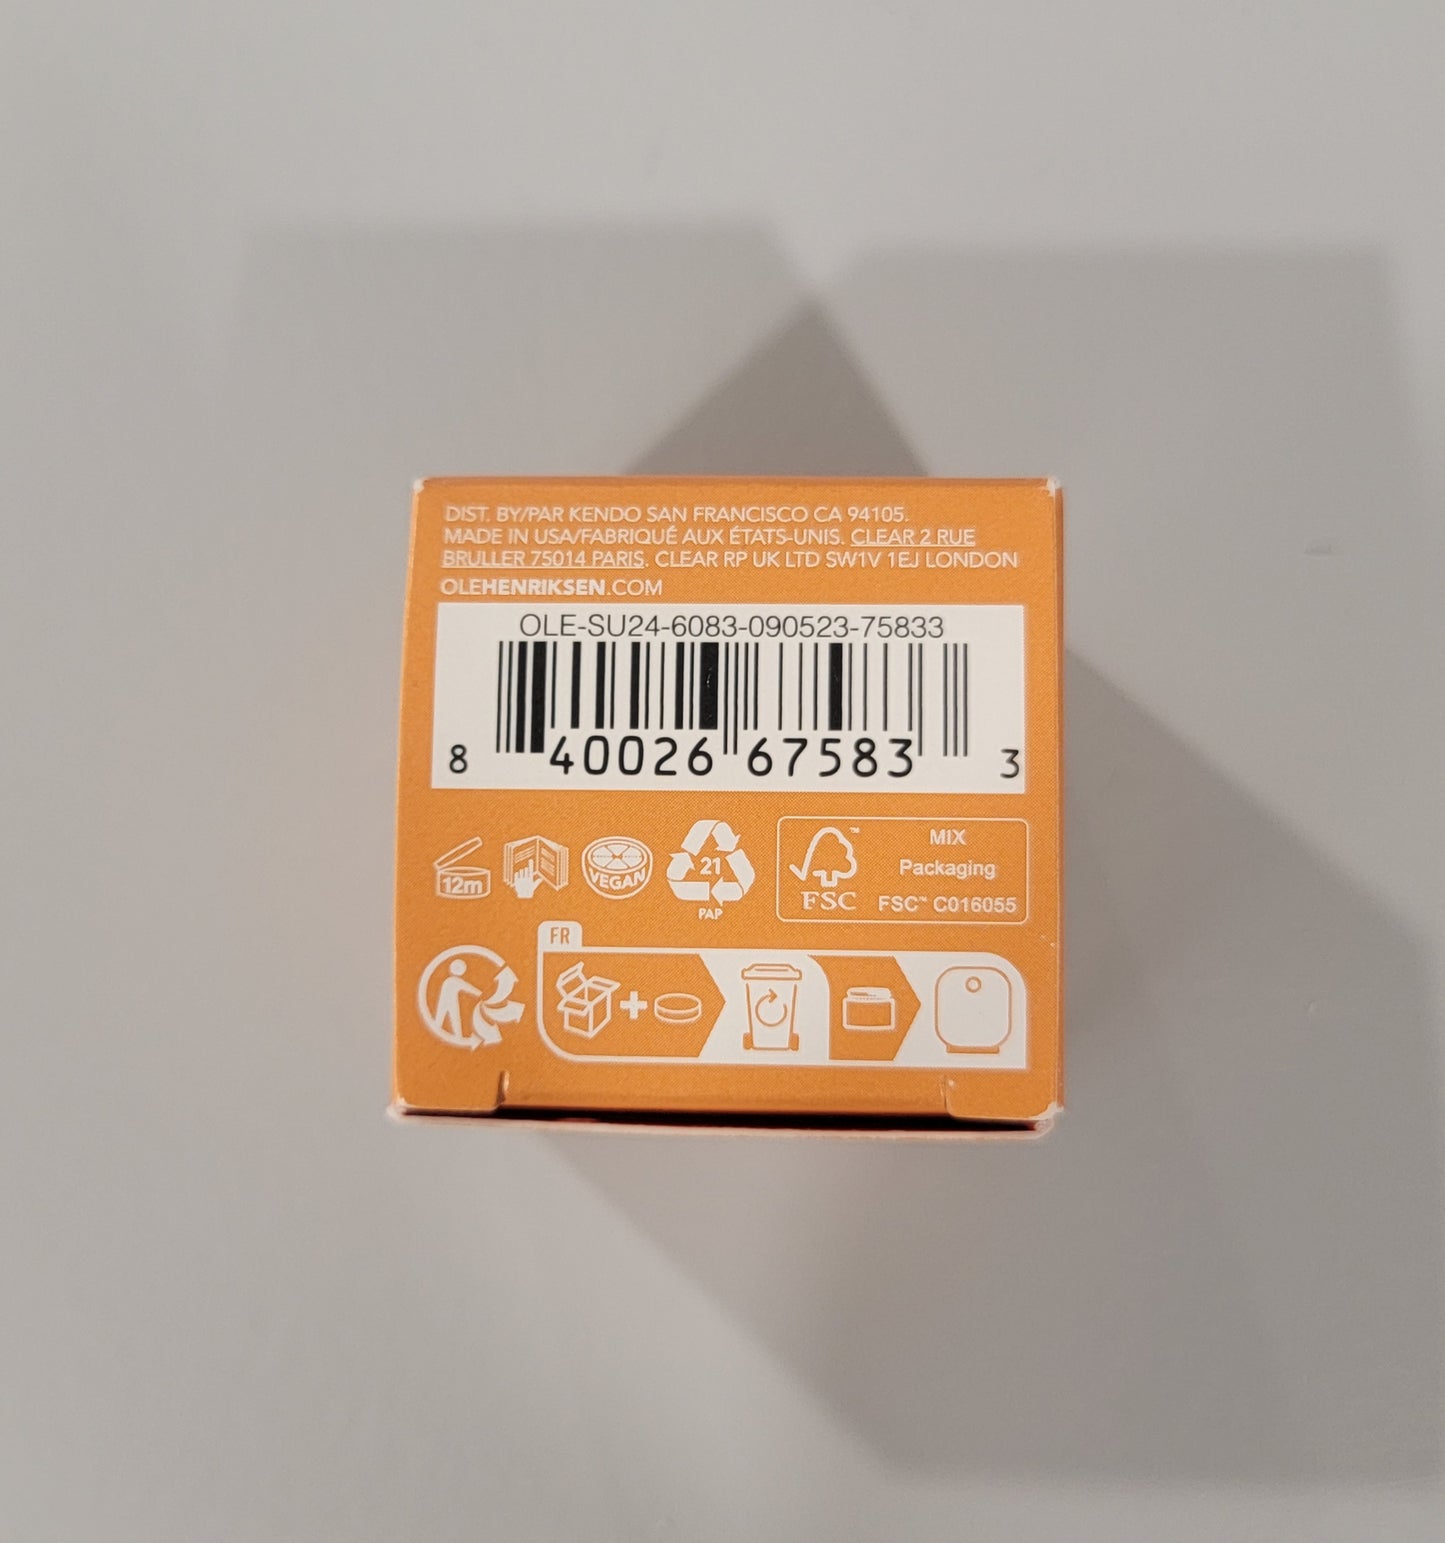 DIST. BY/PAR KENDO SAN FRANCISCO CA 94105.
MADE IN USA/FABRIQUÉ AUX ÉTATS-UNIS. CLEAR 2 RUE
BRULLER 75014 PARIS. CLEAR RP UK LTD SW1V 1EJ LONDON
OLEHENRIKSEN.COM
OLE-SU24-6083-090523-75833
8 40026 67583 3
12m
VEGAN
21
PAP
FSC™
MIX
Packaging
FSC™ C016055
FR